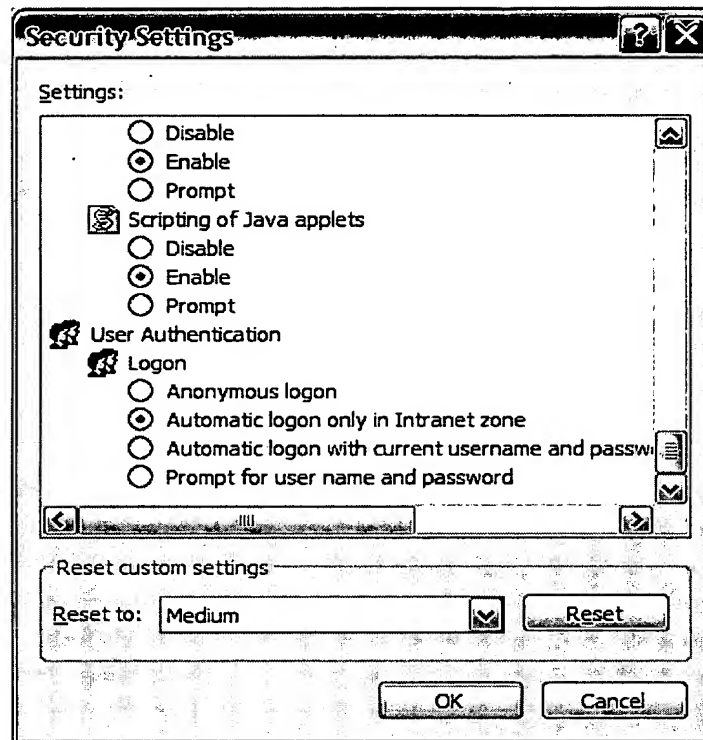 Security Settings
Settings:
Disable
Enable
Prompt
Scripting of Java applets
Disable
Enable
Prompt
User Authentication
Logon
Anonymous logon
Automatic logon only in Intranet zone
Automatic logon with current username and passw
Prompt for user name and password
Reset custom settings
Reset to: Medium Reset
OK Cancel